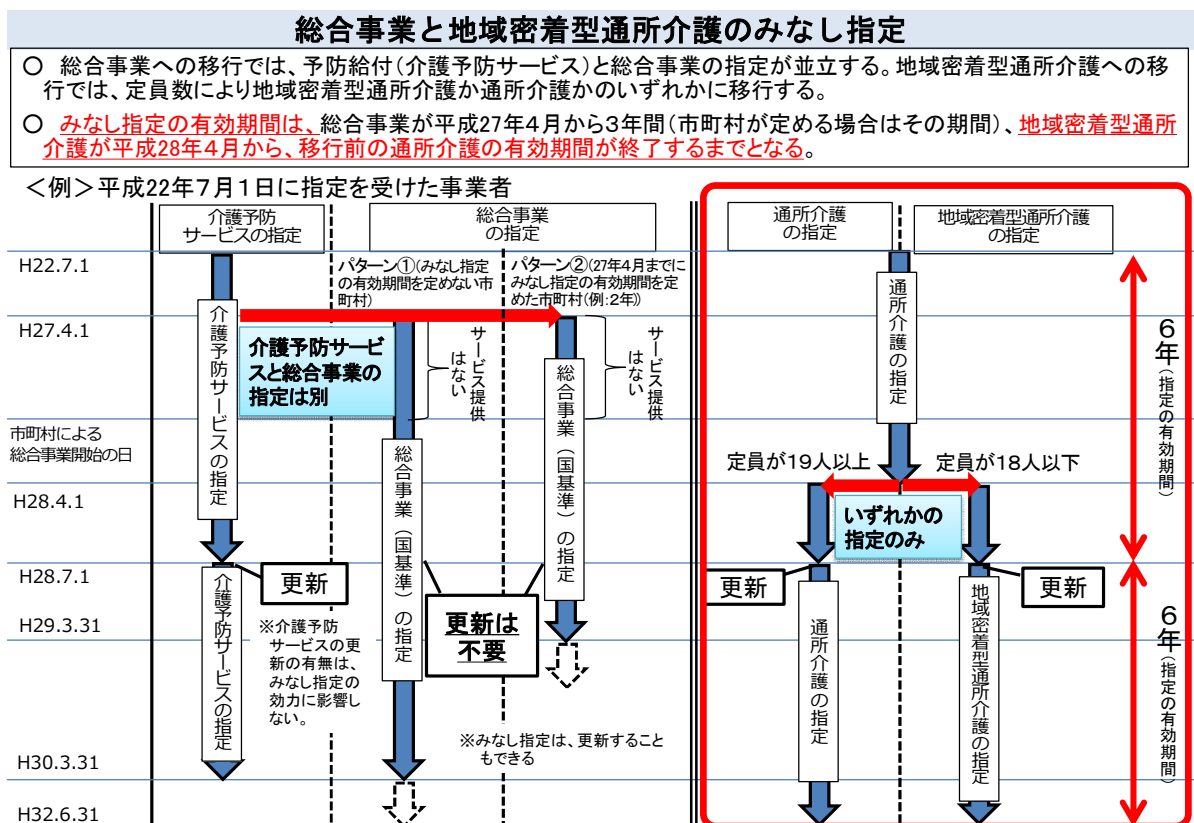 総合事業と地域密着型通所介護のみなし指定
○ 総合事業への移行では、予防給付(介護予防サービス)と総合事業の指定が並立する。地域密着型通所介護への移
行では、定員数により地域密着型通所介護か通所介護かのいずれかに移行する。
○ みなし指定の有効期間は、総合事業が平成27年4月から3年間(市町村が定める場合はその期間)、地域密着型通所
介護が平成28年4月から、移行前の通所介護の有効期間が終了するまでとなる。
＜例＞平成22年7月1日に指定を受けた事業者
介護予防
サービスの指定
総合事業
の指定
通所介護
の指定
地域密着型通所介護
の指定
H22.7.1
パターン①(みなし指定
の有効期間を定めない市
町村)
パターン②(27年4月までに
みなし指定の有効期間を定
めた市町村(例:2年))
H27.4.1
介護予防サービスの指定
介護予防サービ
スと総合事業の
指定は別
サービス提供
はない
サービス提供
はない
通所介護の指定
6年(指定の有効期間)
市町村による
総合事業開始の日
総合事業(国基準)の指定
総合事業(国基準)の指定
定員が19人以上
定員が18人以下
H28.4.1
いずれかの
指定のみ
H28.7.1
更新
更新
更新
介護予防サービスの指定
※介護予防
サービスの更
新の有無は、
みなし指定の
効力に影響し
ない。
更新は
不要
通所介護の指定
地域密着型通所介護の指定
6年(指定の有効期間)
H29.3.31
※みなし指定は、更新すること
もできる
H30.3.31
H32.6.31